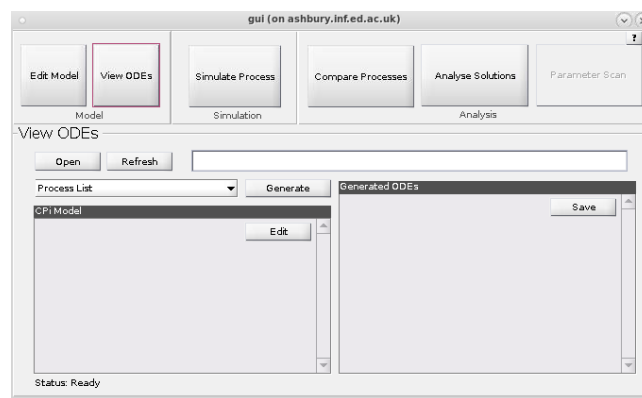 gui (on ashbury.inf.ed.ac.uk)
?
Edit Model View ODEs Simulate Process Compare Processes Analyse Solutions Parameter Scan
Model Simulation Analysis
View ODEs
Open Refresh
Process List Generate Generated ODEs
Save
CPi Model
Edit
Status: Ready